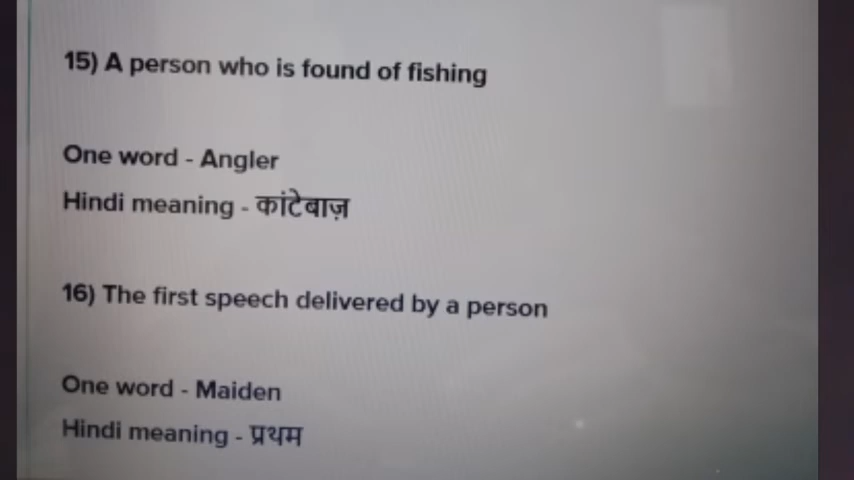 15) A person who is found of fishing
One word - Angler
Hindi meaning - कांटेबाज़
16) The first speech delivered by a person
One word - Maiden
Hindi meaning - प्रथम